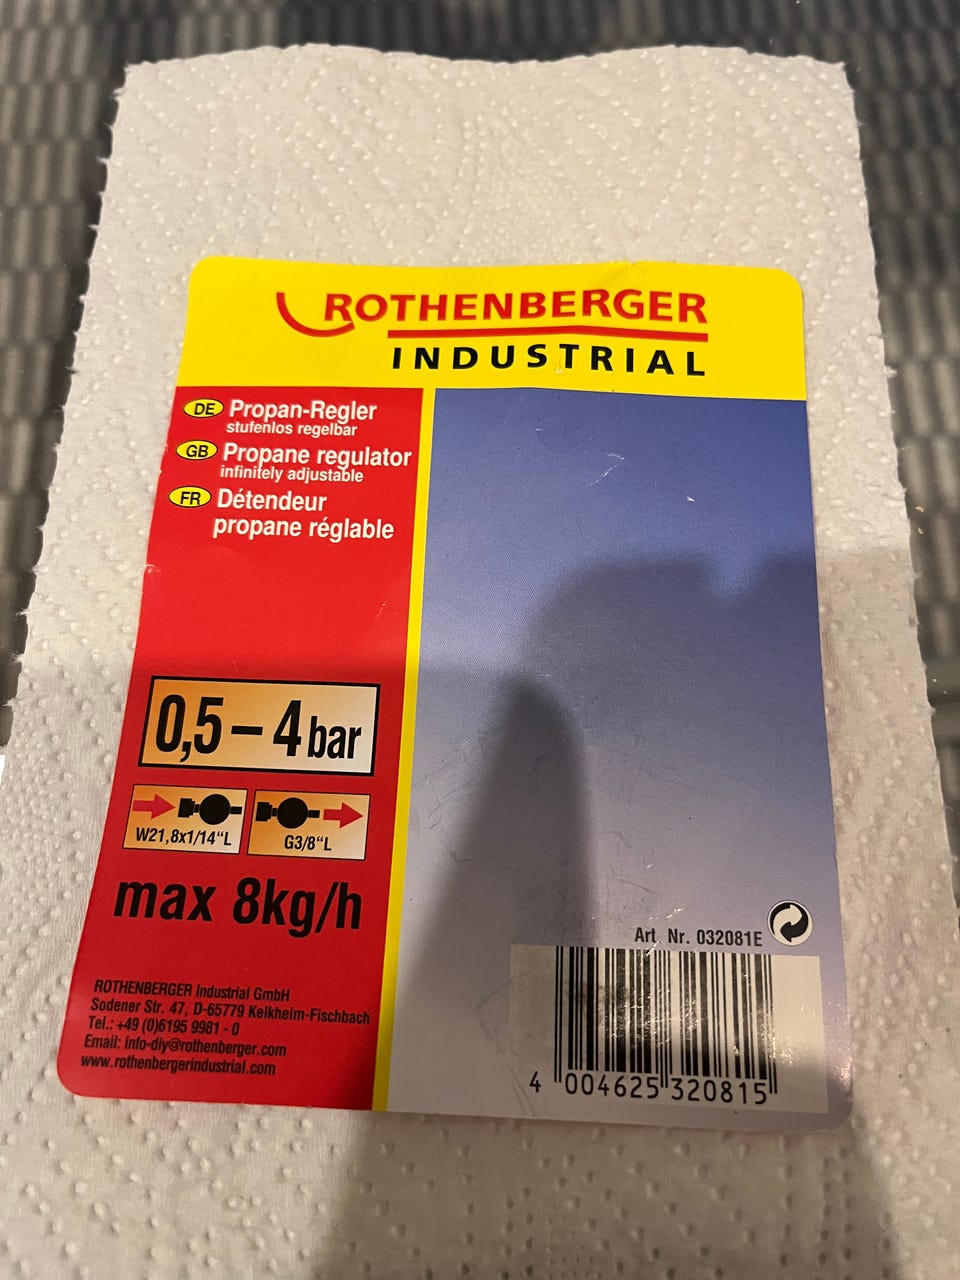 ROTHENBERGER
INDUSTRIAL
DE Propan-Regler
stufenlos regelbar
GB Propane regulator
infinitely adjustable
FR Détendeur
propane réglable
0,5 – 4 bar
W21,8x1/14“L
G3/8“L
max 8kg/h
ROTHENBERGER Industrial GmbH
Sodener Str. 47, D-65779 Kelkheim-Fischbach
Tel.: +49 (0)6195 9981 - 0
Email: info-diy@rothenberger.com
www.rothenbergerindustrial.com
Art. Nr. 032081E
4 004625 320815